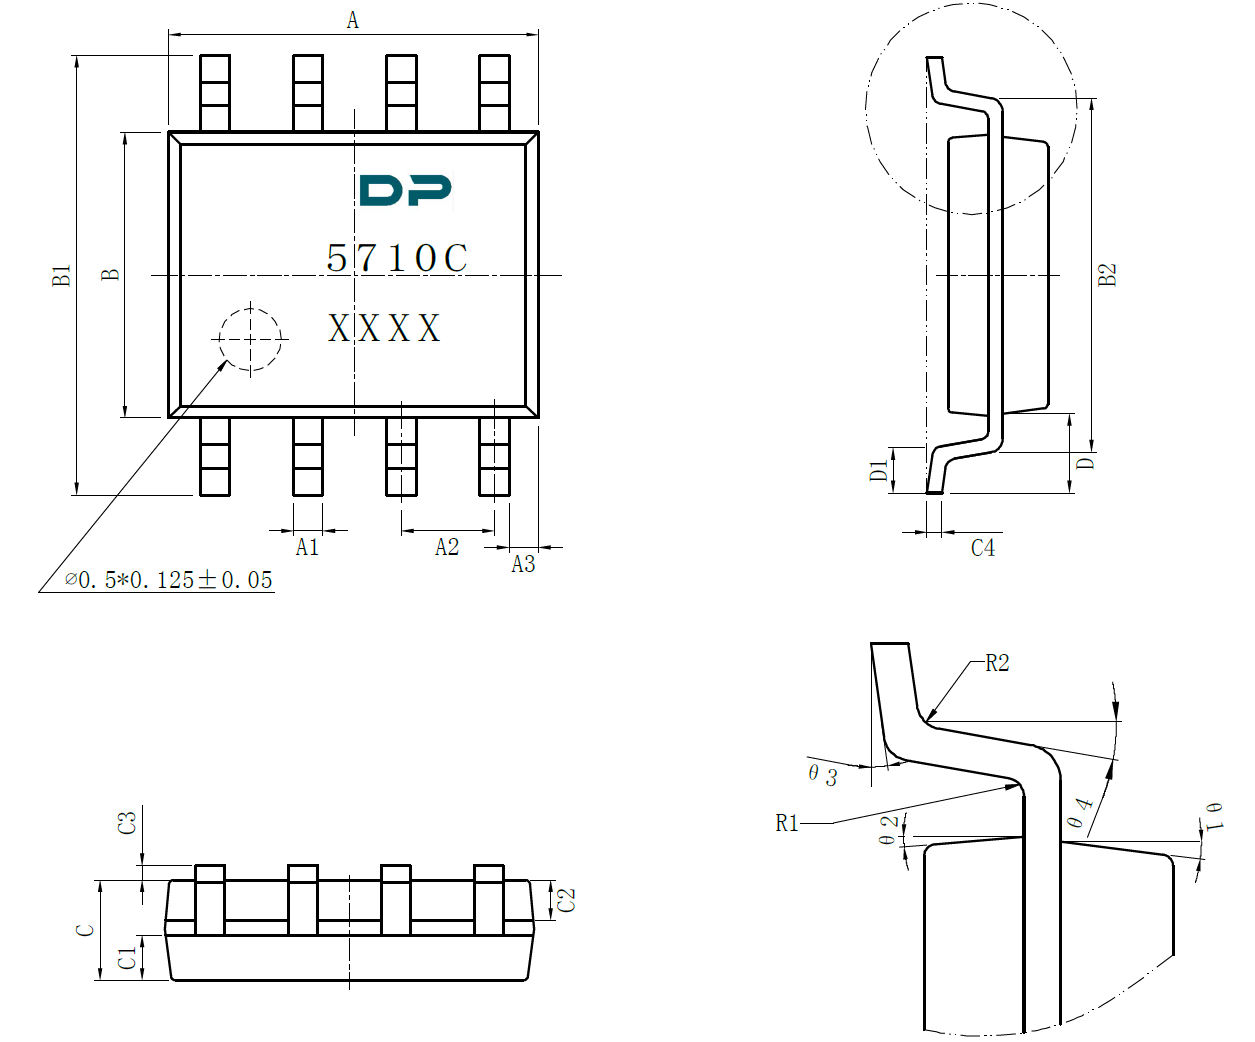 A
B1
B
DP
5710C
XXXX
A1
A2
A3
⌀0.5*0.125±0.05
B2
D1
D
C4
R2
θ3
R1
θ2
θ4
θ1
C3
C
C1
C2